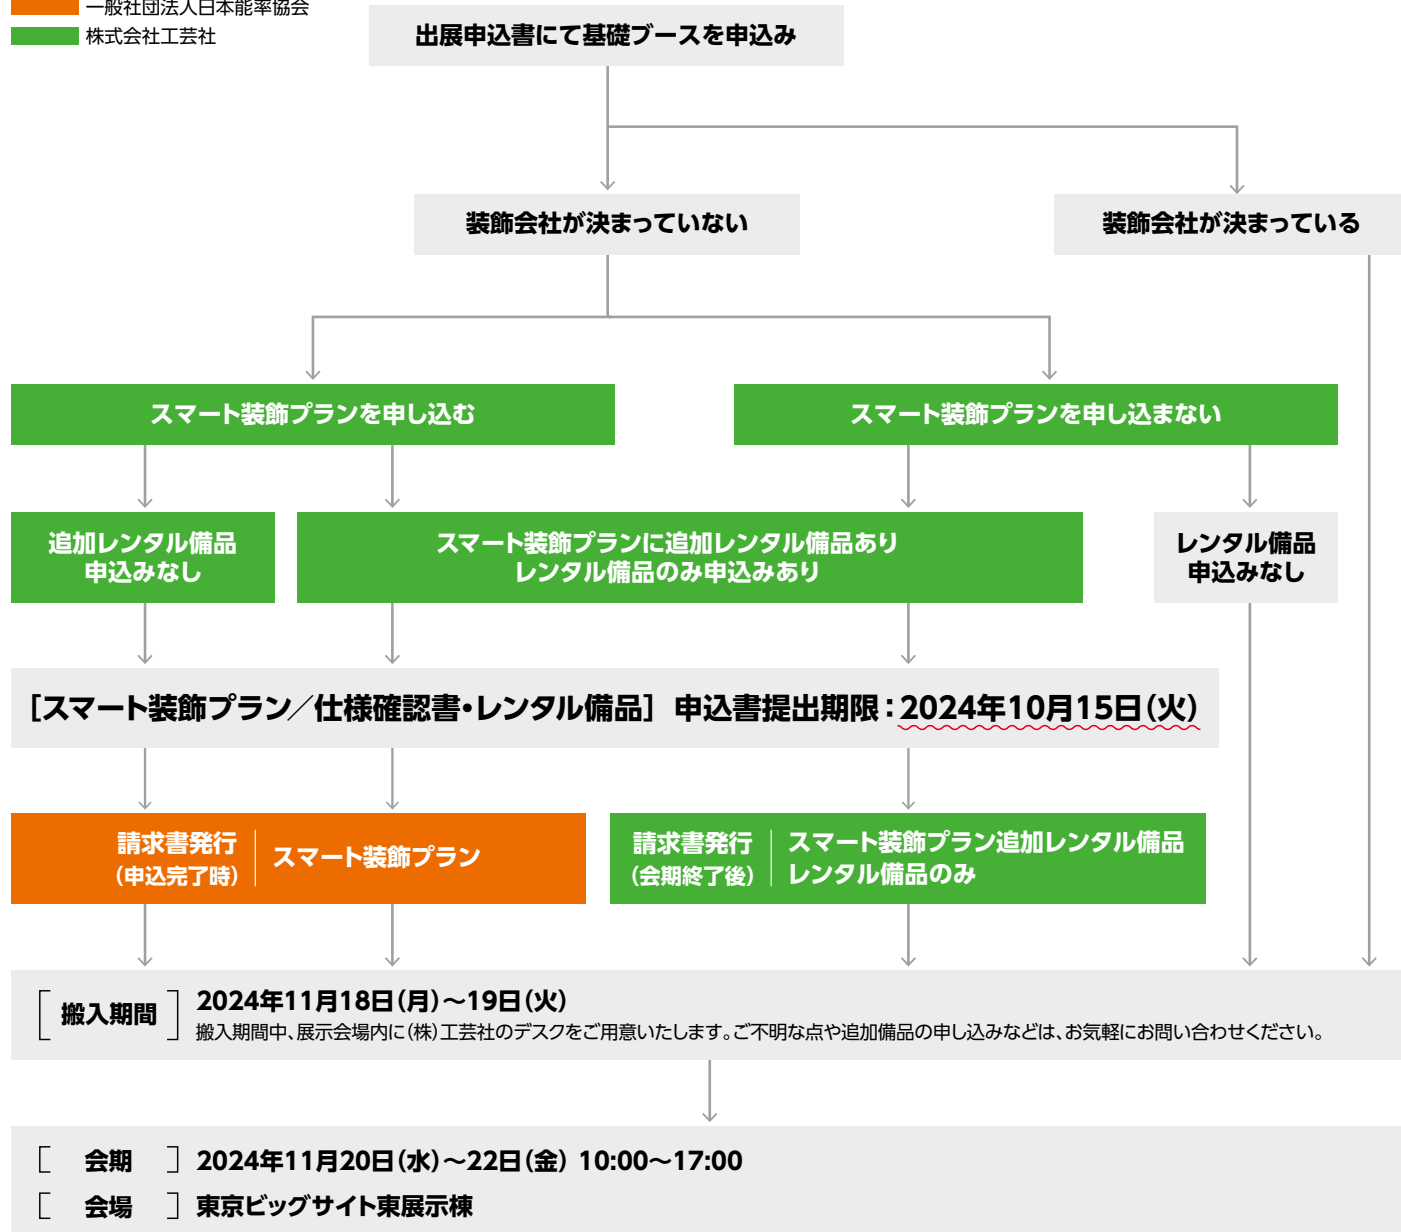 一般社団法人日本能率協会
株式会社工芸社
出展申込書にて基礎ブースを申込み
装飾会社が決まっていない
装飾会社が決まっている
スマート装飾プランを申し込む
スマート装飾プランを申し込まない
追加レンタル備品
申込みなし
スマート装飾プランに追加レンタル備品あり
レンタル備品のみ申込みあり
レンタル備品
申込みなし
[スマート装飾プラン／仕様確認書・レンタル備品] 申込書提出期限：2024年10月15日(火)
請求書発行
(申込完了時)
スマート装飾プラン
請求書発行
(会期終了後)
スマート装飾プラン追加レンタル備品
レンタル備品のみ
[搬入期間] 2024年11月18日(月)～19日(火)
搬入期間中、展示会場内に(株)工芸社のデスクをご用意いたします。ご不明な点や追加備品の申し込みなどは、お気軽にお問い合わせください。
[会期] 2024年11月20日(水)～22日(金) 10:00～17:00
[会場] 東京ビッグサイト東展示棟